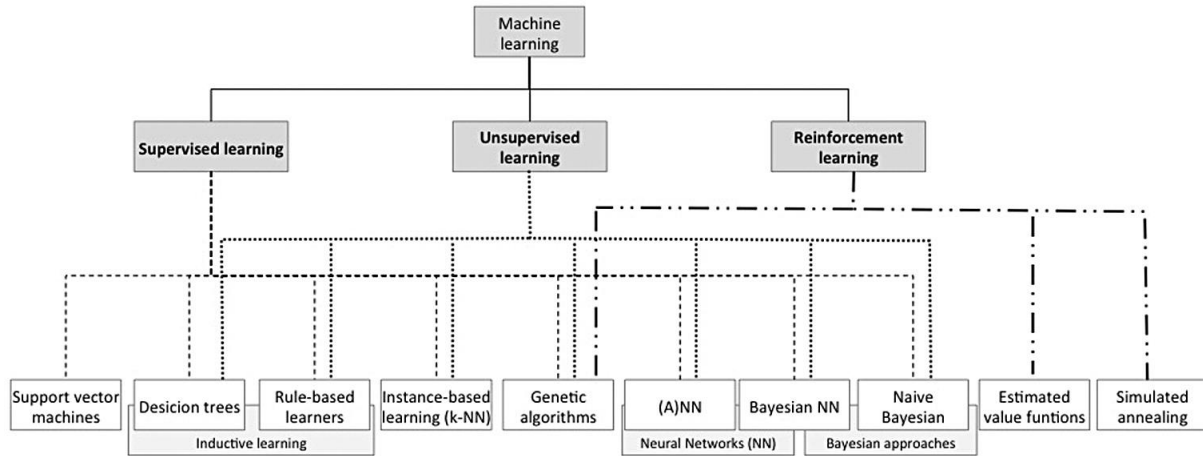 Machine
learning
Supervised learning
Unsupervised
learning
Reinforcement
learning
Support vector
machines
Desicion trees
Rule-based
learners
Instance-based
learning (k-NN)
Genetic
algorithms
(A)NN
Bayesian NN
Naive
Bayesian
Estimated
value funtions
Simulated
annealing
Inductive learning
Neural Networks (NN)
Bayesian approaches